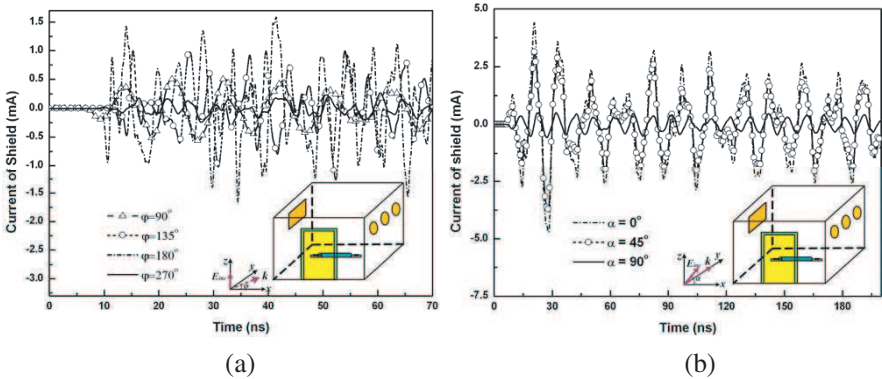 (a)
1.5
1.0
0.5
0.0
-0.5
-1.0
-1.5
-2.0
-2.5
-3.0
Current of Shield (mA)
φ=90°
φ=135°
φ=180°
φ=270°
z
y
k
E_inc
φ
x
0 10 20 30 40 50 60 70
Time (ns)
(a)
(b)
5.0
2.5
0.0
-2.5
-5.0
-7.5
Current of shield (mA)
α = 0°
α = 45°
α = 90°
z
k
y
E_inc
x
0 30 60 90 120 150 180
Time (ns)
(b)